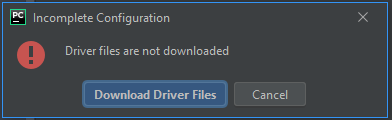 PC
Incomplete Configuration
Driver files are not downloaded
Download Driver Files
Cancel